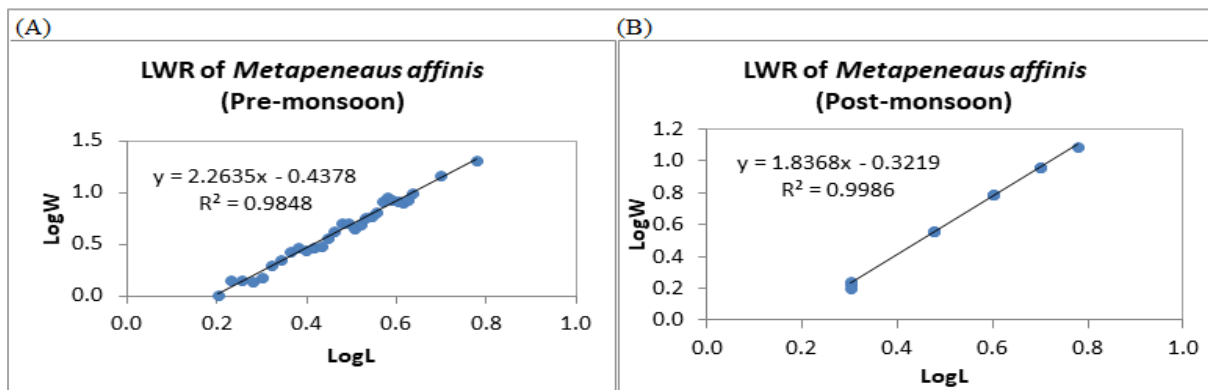 (A)
LWR of Metapeneaus affinis
(Pre-monsoon)
1.5
1.0
0.5
0.0
LogW
y = 2.2635x - 0.4378
R² = 0.9848
0.0 0.2 0.4 0.6 0.8 1.0
LogL
(B)
LWR of Metapeneaus affinis
(Post-monsoon)
1.2
1.0
0.8
0.6
0.4
0.2
0.0
LogW
y = 1.8368x - 0.3219
R² = 0.9986
0.0 0.2 0.4 0.6 0.8 1.0
LogL